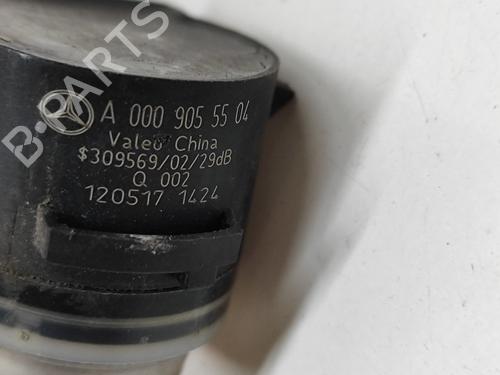 A 000 905 55 04
Valeo China
$309569/02/29dB
Q 002
120517 1424
B-PARTS